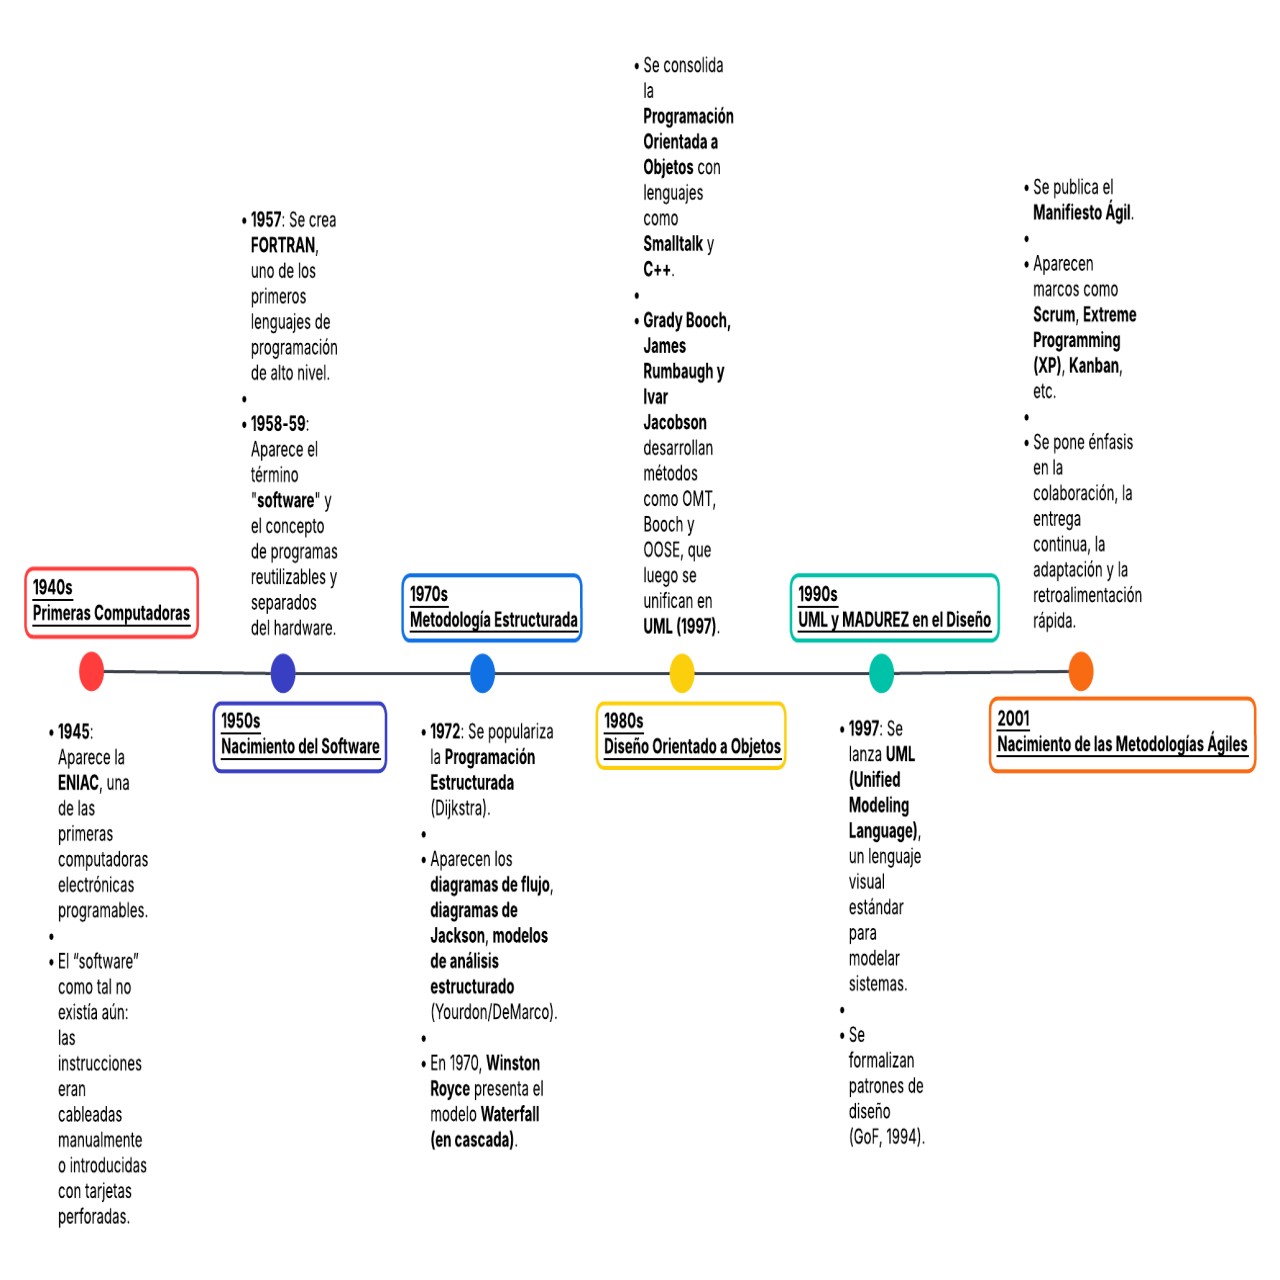 1940s
Primeras Computadoras
• 1945:
Aparece la
ENIAC, una
de las
primeras
computadoras
electrónicas
programables.
•
• El “software”
como tal no
existía aún:
las
instrucciones
eran
cableadas
manualmente
o introducidas
con tarjetas
perforadas.
• 1957: Se crea
FORTRAN,
uno de los
primeros
lenguajes de
programación
de alto nivel.
•
• 1958-59:
Aparece el
término
"software" y
el concepto
de programas
reutilizables y
separados
del hardware.
1950s
Nacimiento del Software
1970s
Metodología Estructurada
• 1972: Se populariza
la Programación
Estructurada
(Dijkstra).
•
• Aparecen los
diagramas de flujo,
diagramas de
Jackson, modelos
de análisis
estructurado
(Yourdon/DeMarco).
•
• En 1970, Winston
Royce presenta el
modelo Waterfall
(en cascada).
• Se consolida
la
Programación
Orientada a
Objetos con
lenguajes
como
Smalltalk y
C++.
•
• Grady Booch,
James
Rumbaugh y
Ivar
Jacobson
desarrollan
métodos
como OMT,
Booch y
OOSE, que
luego se
unifican en
UML (1997).
1980s
Diseño Orientado a Objetos
1990s
UML y MADUREZ en el Diseño
• 1997: Se
lanza UML
(Unified
Modeling
Language),
un lenguaje
visual
estándar
para
modelar
sistemas.
•
• Se
formalizan
patrones de
diseño
(GoF, 1994).
• Se publica el
Manifiesto Ágil.
•
• Aparecen
marcos como
Scrum, Extreme
Programming
(XP), Kanban,
etc.
•
• Se pone énfasis
en la
colaboración, la
entrega
continua, la
adaptación y la
retroalimentación
rápida.
2001
Nacimiento de las Metodologías Ágiles